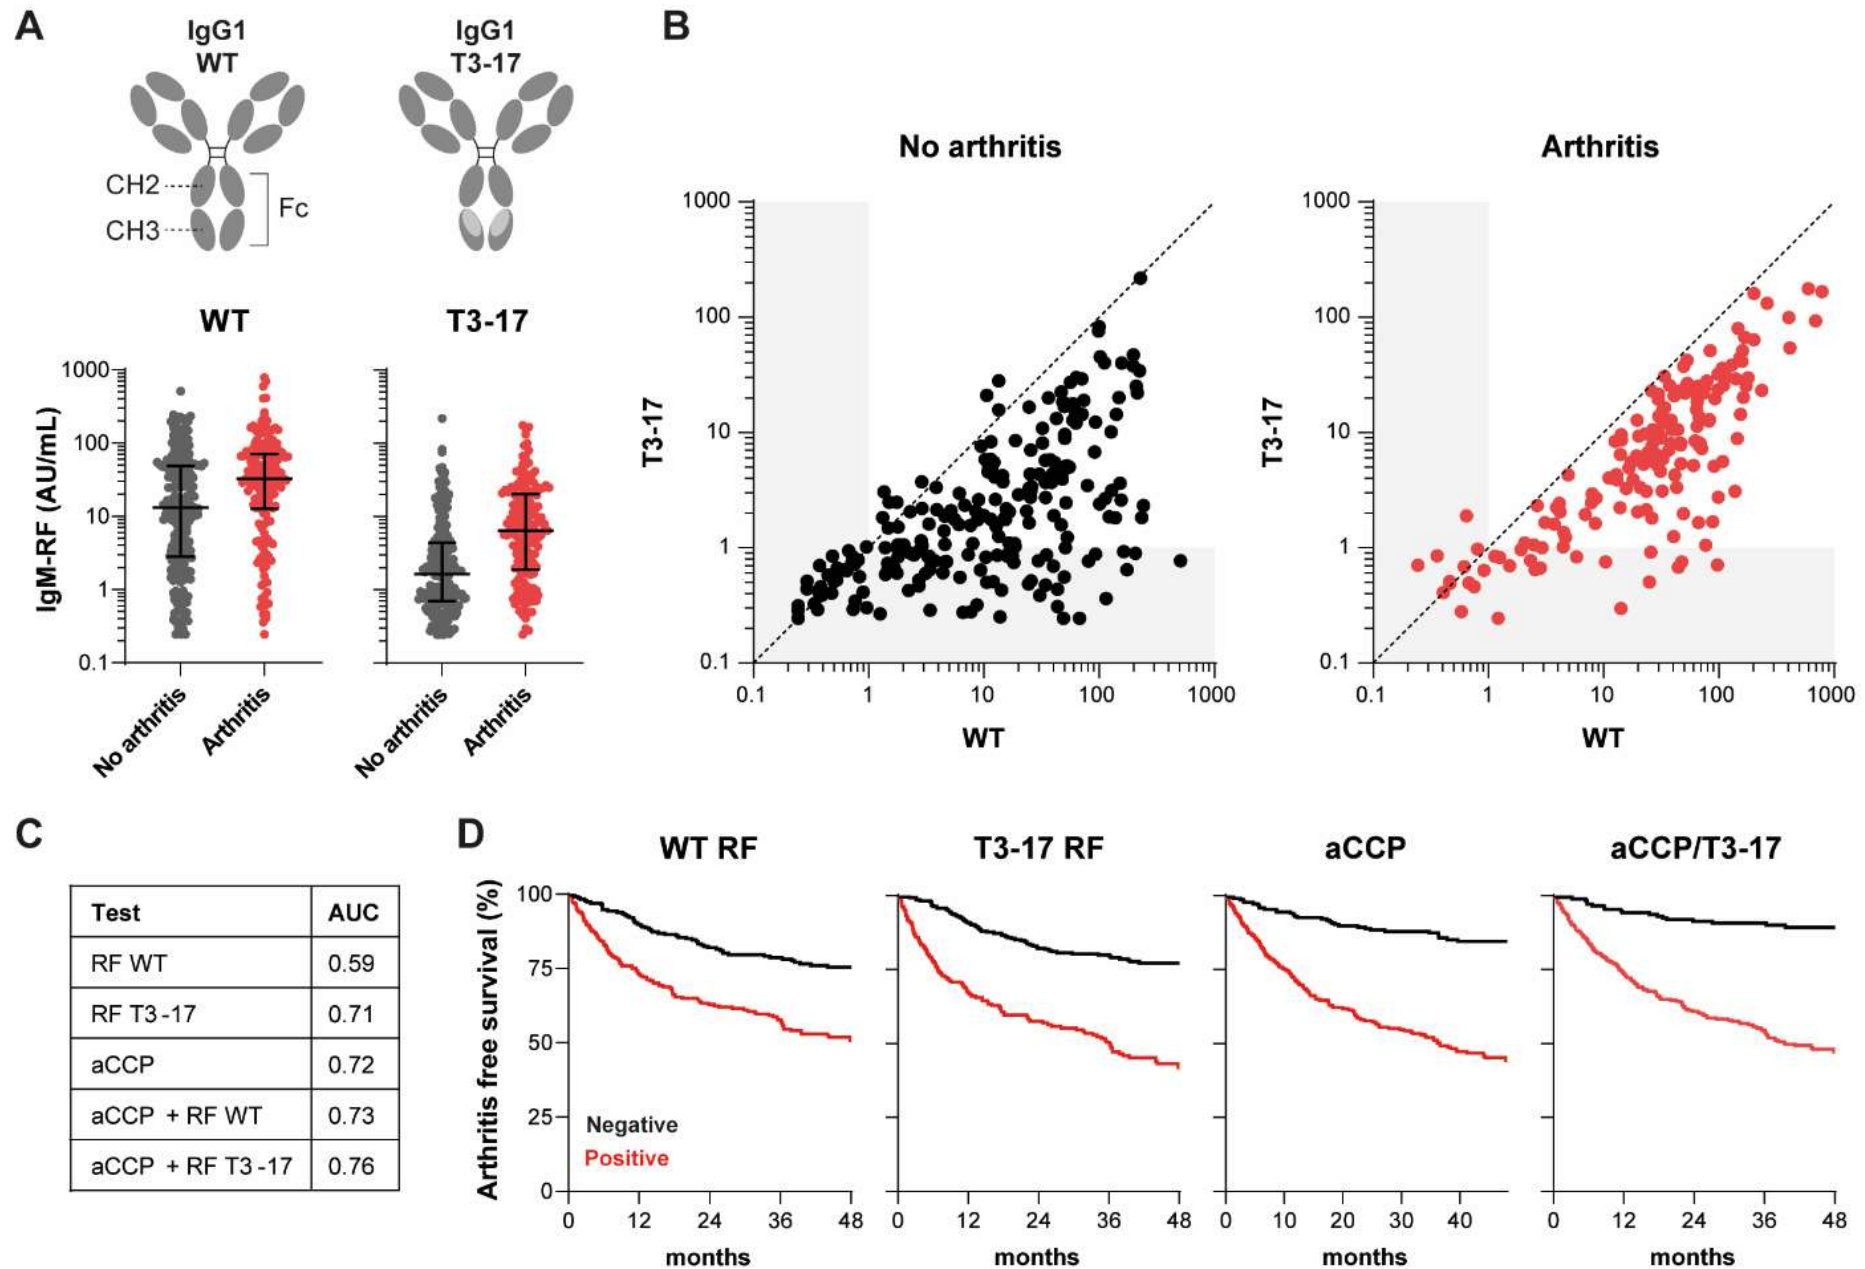 A
IgG1
WT
IgG1
T3-17
CH2
CH3
Fc
WT
T3-17
IgM-RF (AU/mL)
1000
100
10
1
0.1
No arthritis
Arthritis
No arthritis
Arthritis
B
No arthritis
T3-17
1000
100
10
1
0.1
0.1
1
10
100
1000
WT
Arthritis
T3-17
1000
100
10
1
0.1
0.1
1
10
100
1000
WT
C
Test AUC
RF WT 0.59
RF T3-17 0.71
aCCP 0.72
aCCP + RF WT 0.73
aCCP + RF T3-17 0.76
D
WT RF
T3-17 RF
aCCP
aCCP/T3-17
Arthritis free survival (%)
100
75
50
25
0
Negative
Positive
0 12 24 36 48
months
0 12 24 36 48
months
0 10 20 30 40
months
0 12 24 36 48
months